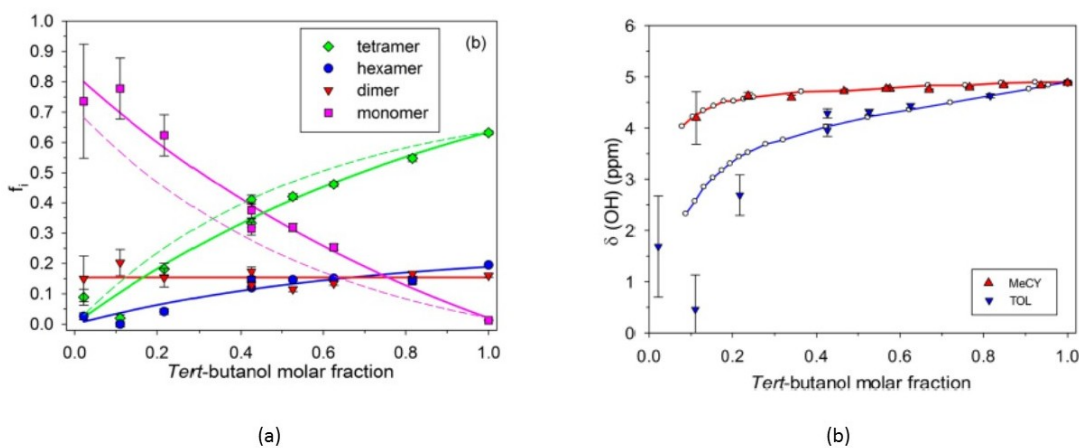 1.0
0.9
0.8
0.7
0.6
0.5
0.4
0.3
0.2
0.1
0.0
f_i
tetramer
hexamer
dimer
monomer
(b)
0.0 0.2 0.4 0.6 0.8 1.0
Tert-butanol molar fraction
(a)
6
5
4
3
2
1
0
δ (OH) (ppm)
MeCY
TOL
0.0 0.2 0.4 0.6 0.8 1.0
Tert-butanol molar fraction
(b)